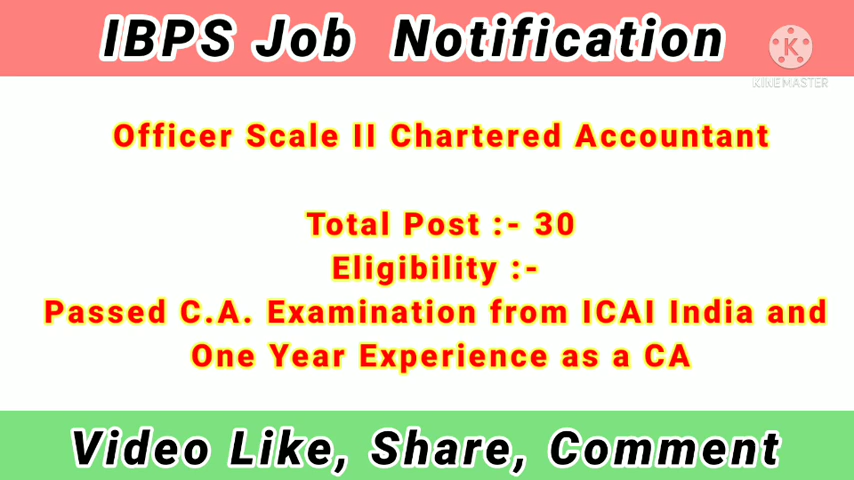 IBPS Job Notification
K
KINEMASTER
Officer Scale II Chartered Accountant
Total Post :- 30
Eligibility :-
Passed C.A. Examination from ICAI India and
One Year Experience as a CA
Video Like, Share, Comment